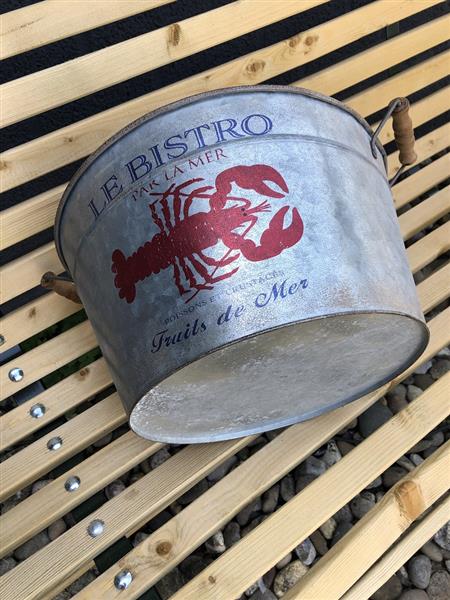 LE BISTRO
PAR LA MER
POISSONS ET CRUSTACÉS
Fruits de Mer